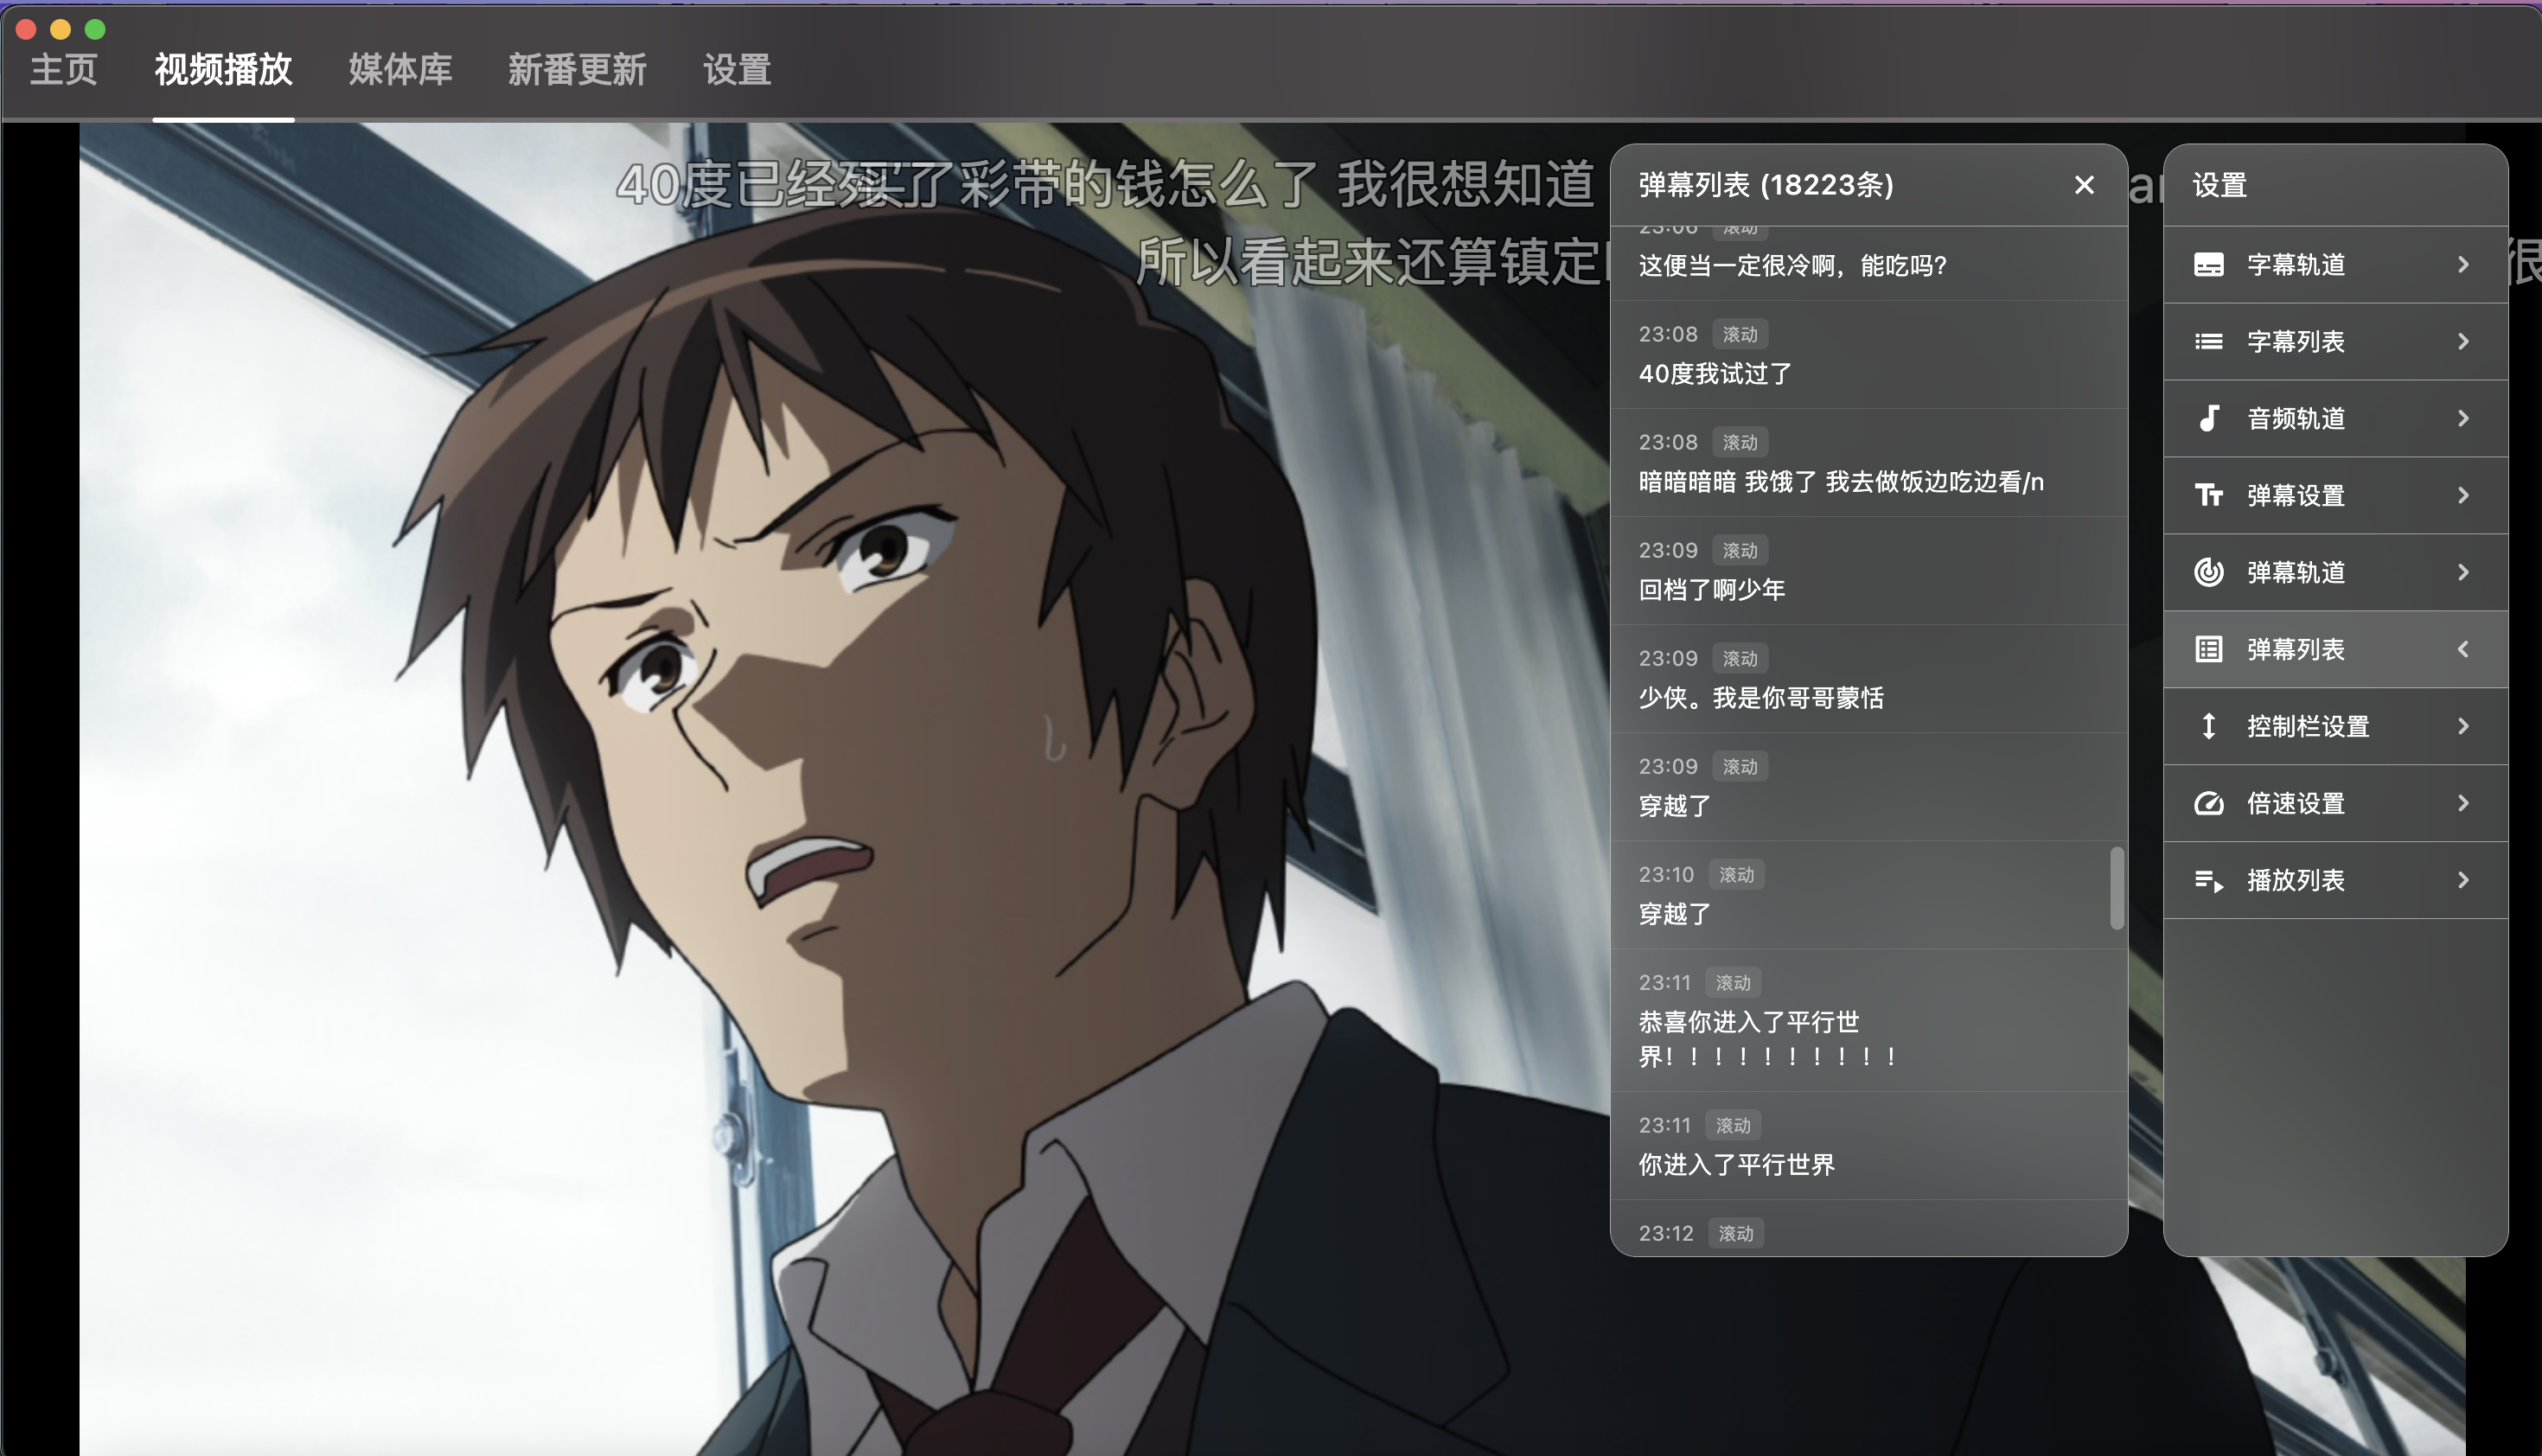 主页 视频播放 媒体库 新番更新 设置
了彩带的钱怎么了 我很想知道
所以看起来还算镇定
弹幕列表 (18223条)
23:06 滚动
这便当一定很冷啊，能吃吗?
23:08 滚动
40度我试过了
23:08 滚动
暗暗暗暗 我饿了 我去做饭边吃边看/n
23:09 滚动
回档了啊少年
23:09 滚动
少侠。我是你哥哥蒙恬
23:09 滚动
穿越了
23:10 滚动
穿越了
23:11 滚动
恭喜你进入了平行世
界！！！！！！！！！！
23:11 滚动
你进入了平行世界
23:12 滚动
设置
字幕轨道
字幕列表
音频轨道
弹幕设置
弹幕轨道
弹幕列表
控制栏设置
倍速设置
播放列表